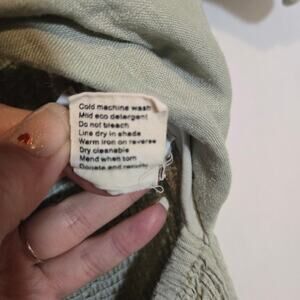 Cold machine wash
Mild eco detergent
Do not bleach
Line dry in shade
Warm iron on reverse
Dry cleanable
Mend when torn
Donate and recycle